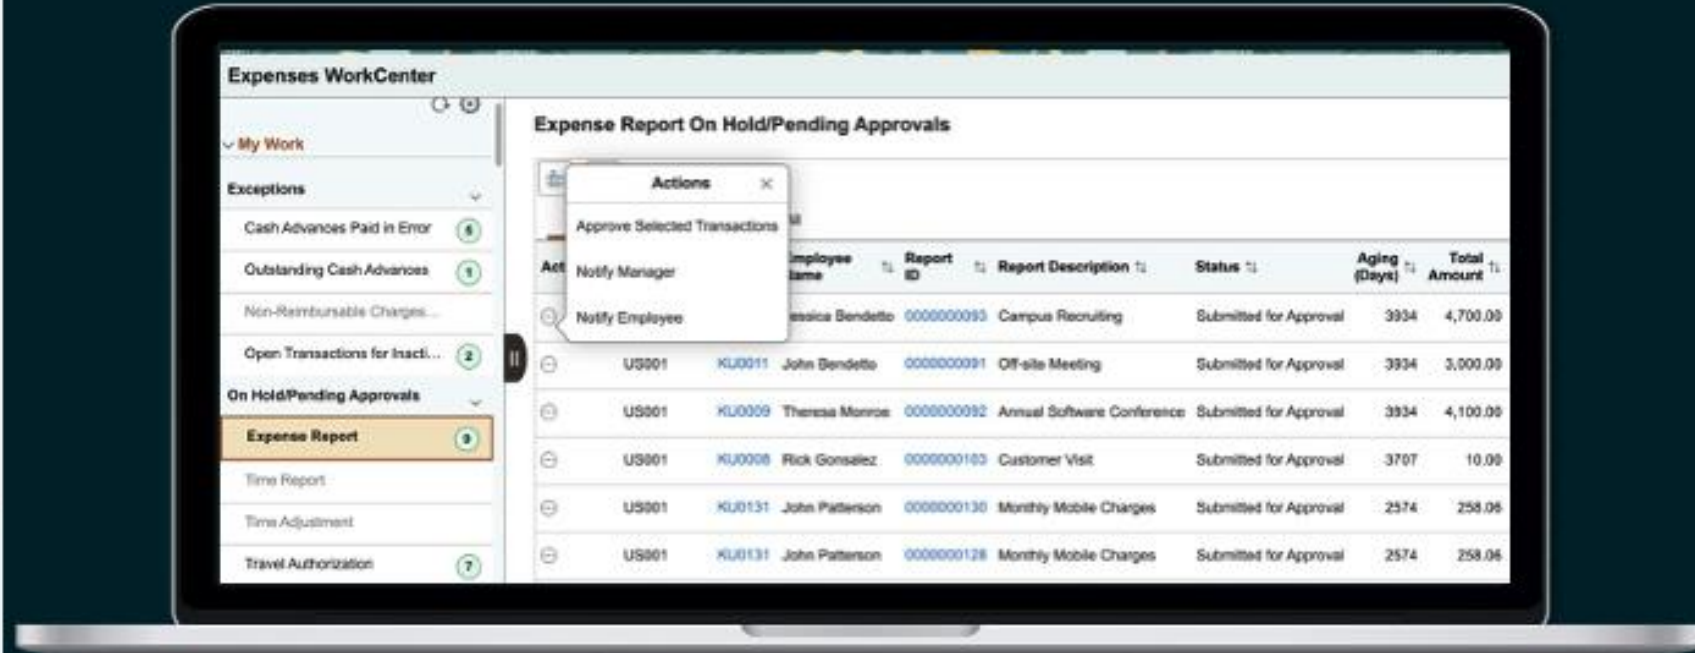 Expenses WorkCenter
My Work
Exceptions
Cash Advances Paid in Error 5
Outstanding Cash Advances 1
Non-Reimbursable Charges...
Open Transactions for Inacti... 2
On Hold/Pending Approvals
Expense Report 9
Time Report
Time Adjustment
Travel Authorization 7
Expense Report On Hold/Pending Approvals
Actions
Approve Selected Transactions
Notify Manager
Notify Employee
Report ID Report Description Status Aging (Days) Total Amount
Bendetto 0000000093 Campus Recruiting Submitted for Approval 3934 4,700.00
US001 KU0011 John Bendetto 0000000091 Off-site Meeting Submitted for Approval 3934 3,000.00
US001 KU0009 Theresa Monroe 0000000092 Annual Software Conference Submitted for Approval 3934 4,100.00
US001 KU0008 Rick Gonsalez 0000000103 Customer Visit Submitted for Approval 3707 10.00
US001 KU0131 John Patterson 0000000130 Monthly Mobile Charges Submitted for Approval 2574 258.06
US001 KU0131 John Patterson 0000000128 Monthly Mobile Charges Submitted for Approval 2574 258.06